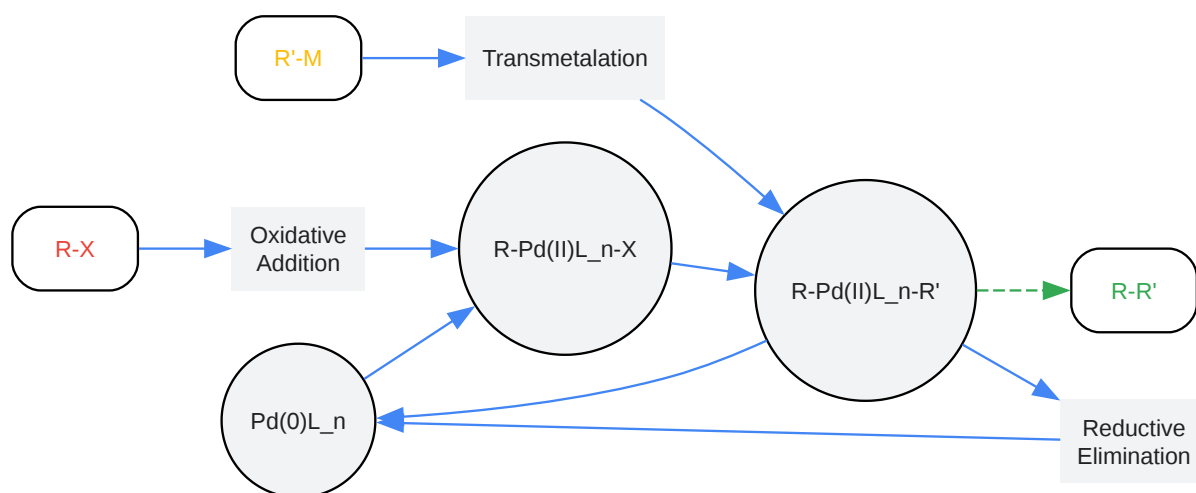 R'-M
Transmetalation
R-X
Oxidative
Addition
R-Pd(II)L_n-X
R-Pd(II)L_n-R'
R-R'
Pd(0)L_n
Reductive
Elimination